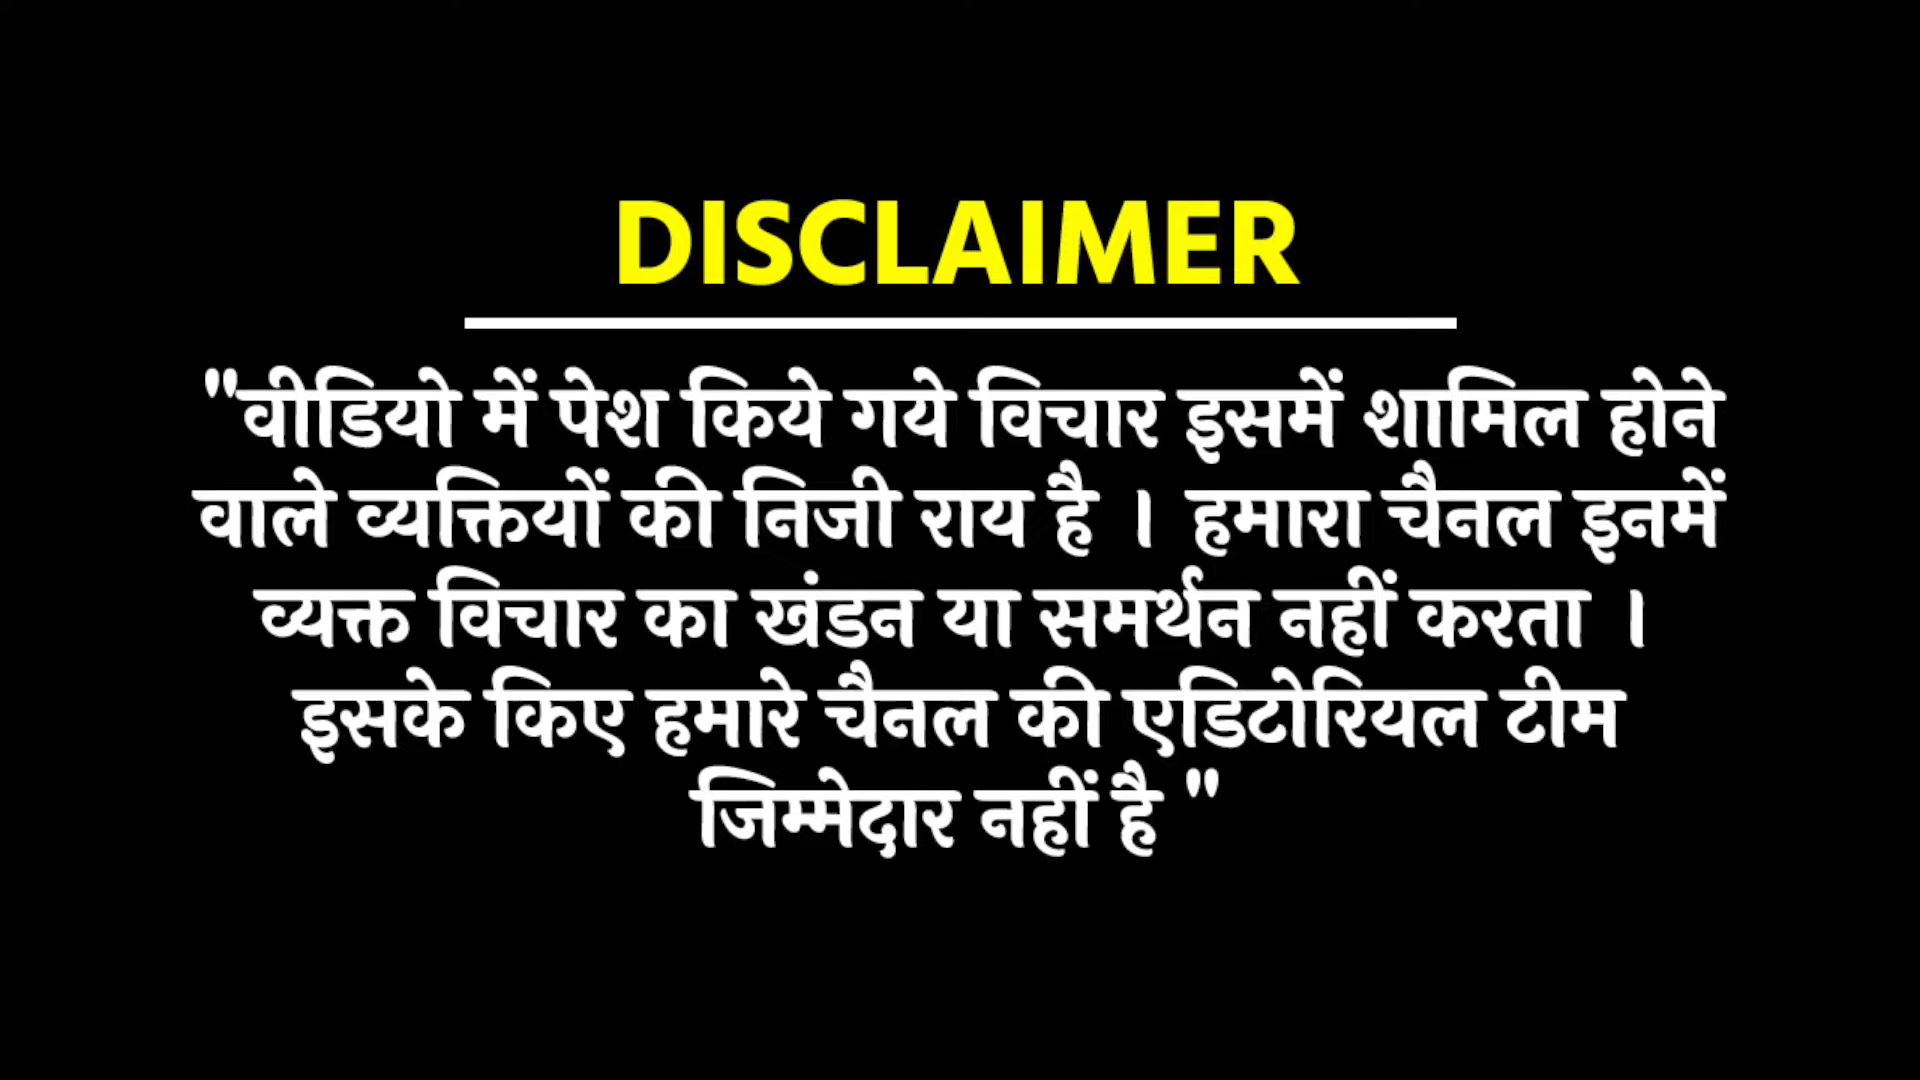 DISCLAIMER
"वीडियो में पेश किये गये विचार इसमें शामिल होने
वाले व्यक्तियों की निजी राय है । हमारा चैनल इनमें
व्यक्त विचार का खंडन या समर्थन नहीं करता ।
इसके किए हमारे चैनल की एडिटोरियल टीम
जिम्मेदार नहीं है "